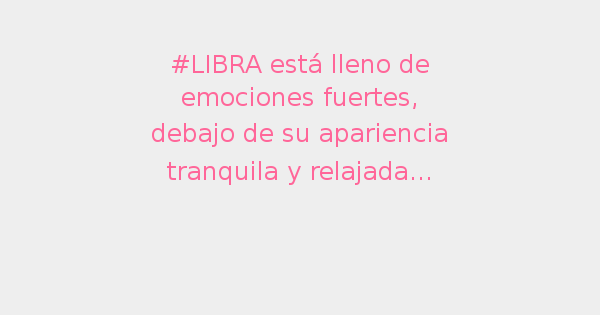 #LIBRA está lleno de
emociones fuertes,
debajo de su apariencia
tranquila y relajada...